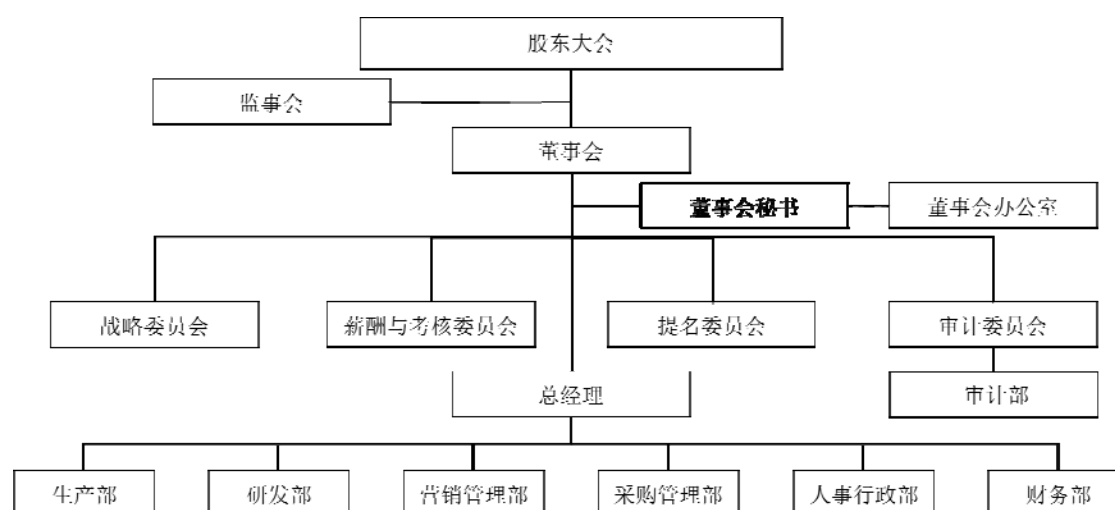 股东大会
监事会
董事会
董事会秘书
董事会办公室
战略委员会
薪酬与考核委员会
提名委员会
审计委员会
总经理
审计部
生产部
研发部
营销管理部
采购管理部
人事行政部
财务部